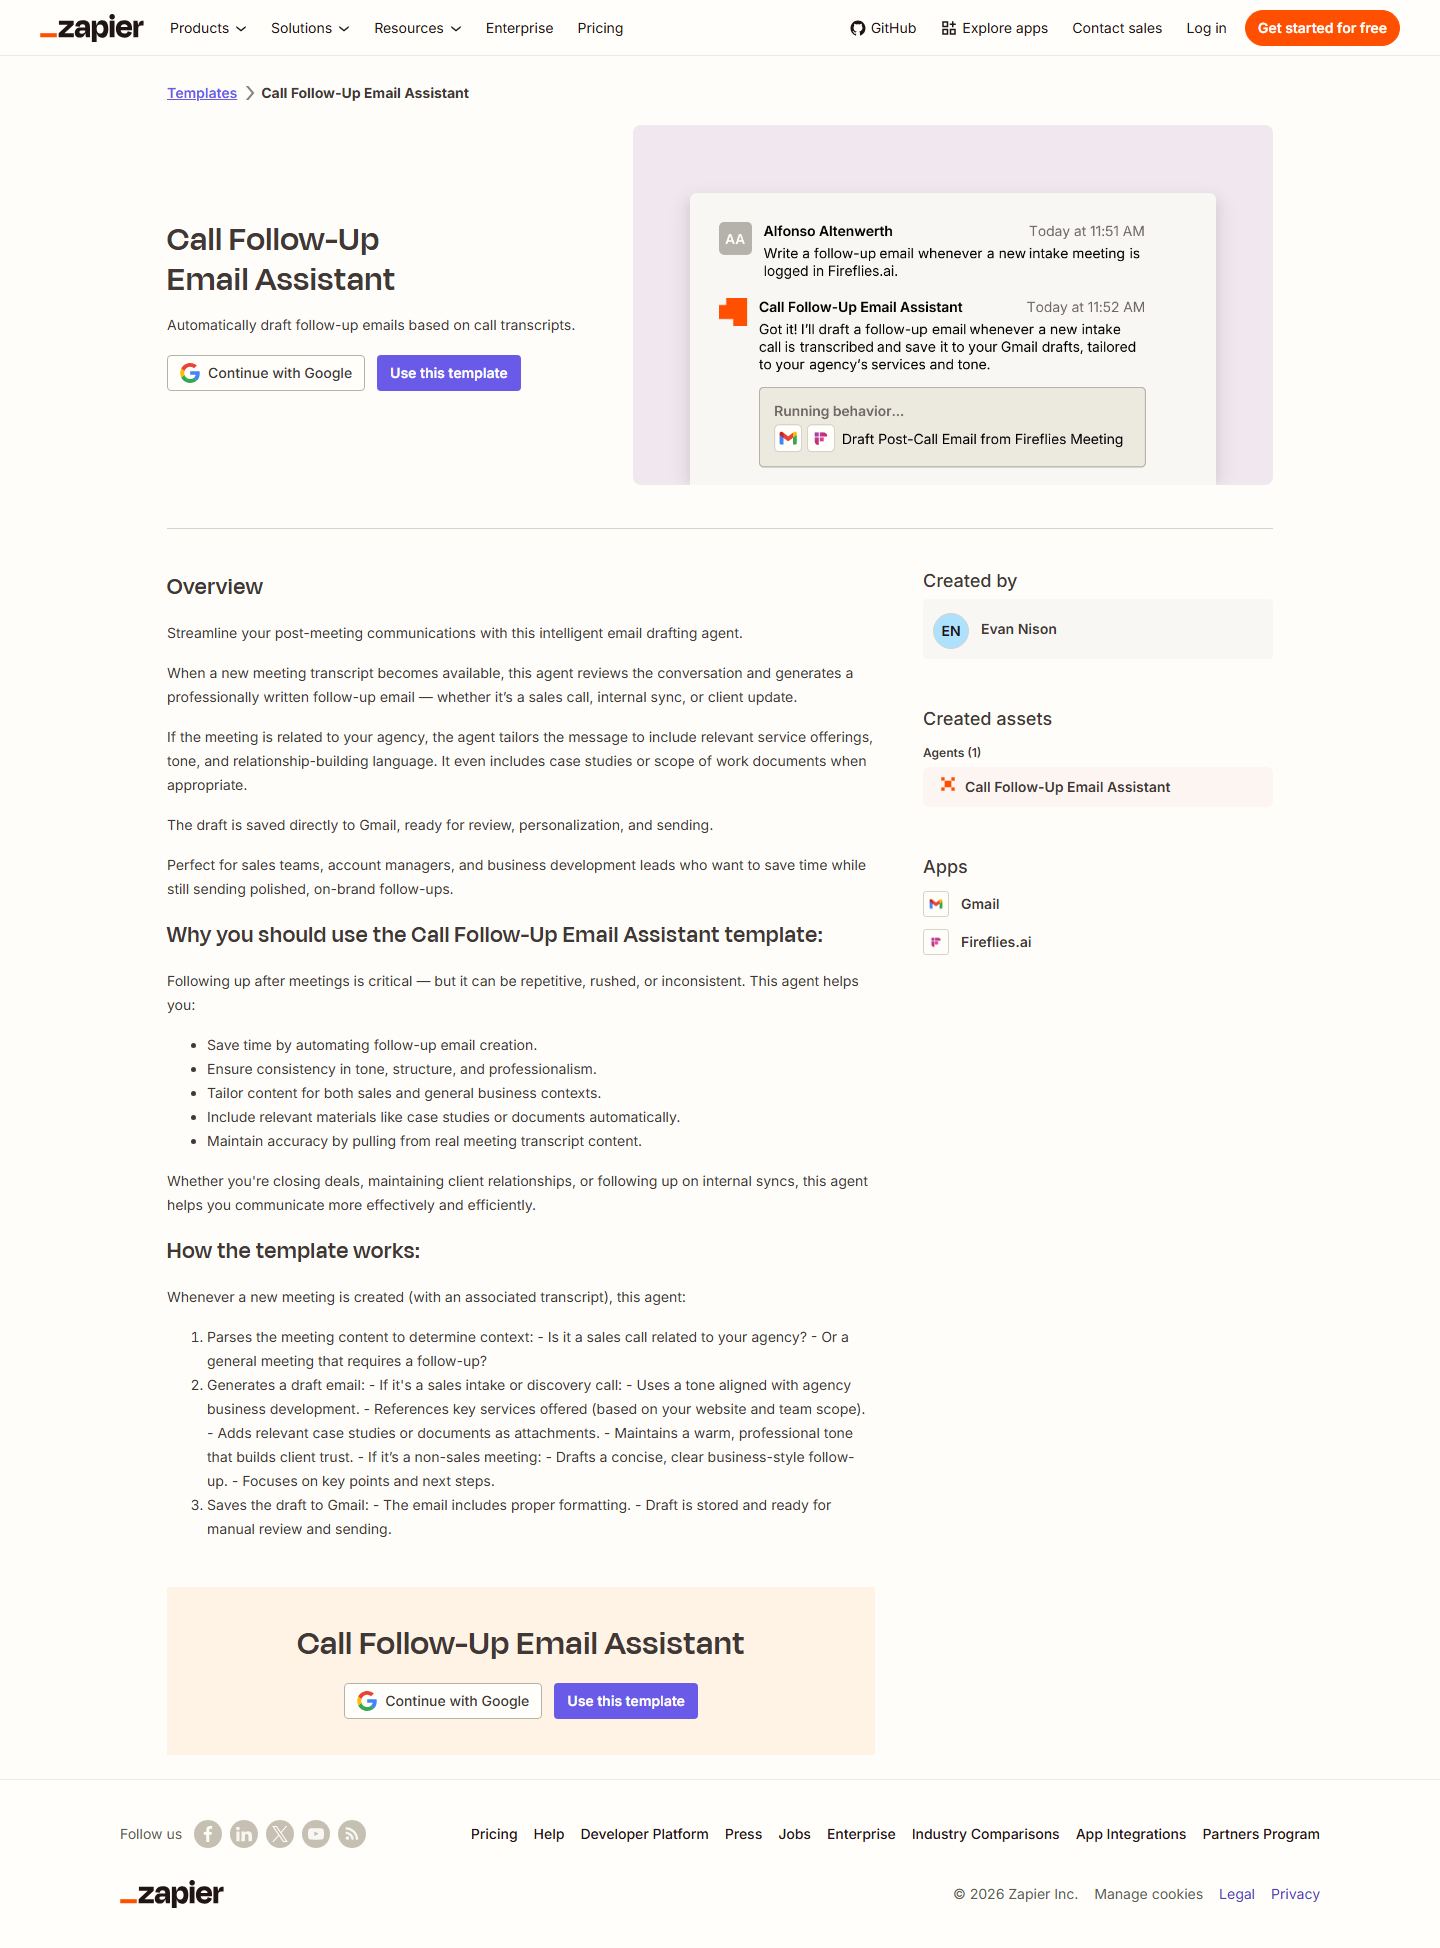 zapier
Products
Solutions
Resources
Enterprise
Pricing
GitHub
Explore apps
Contact sales
Log in
Get started for free
Templates
Call Follow-Up Email Assistant
Call Follow-Up
Email Assistant
Automatically draft follow-up emails based on call transcripts.
Continue with Google
Use this template
AA
Alfonso Altenwerth
Today at 11:51 AM
Write a follow-up email whenever a new intake meeting is
logged in Fireflies.ai.
Call Follow-Up Email Assistant
Today at 11:52 AM
Got it! I’ll draft a follow-up email whenever a new intake
call is transcribed and save it to your Gmail drafts, tailored
to your agency’s services and tone.
Running behavior...
Draft Post-Call Email from Fireflies Meeting
Overview
Streamline your post-meeting communications with this intelligent email drafting agent.
When a new meeting transcript becomes available, this agent reviews the conversation and generates a
professionally written follow-up email — whether it’s a sales call, internal sync, or client update.
If the meeting is related to your agency, the agent tailors the message to include relevant service offerings,
tone, and relationship-building language. It even includes case studies or scope of work documents when
appropriate.
The draft is saved directly to Gmail, ready for review, personalization, and sending.
Perfect for sales teams, account managers, and business development leads who want to save time while
still sending polished, on-brand follow-ups.
Why you should use the Call Follow-Up Email Assistant template:
Following up after meetings is critical — but it can be repetitive, rushed, or inconsistent. This agent helps
you:
• Save time by automating follow-up email creation.
• Ensure consistency in tone, structure, and professionalism.
• Tailor content for both sales and general business contexts.
• Include relevant materials like case studies or documents automatically.
• Maintain accuracy by pulling from real meeting transcript content.
Whether you're closing deals, maintaining client relationships, or following up on internal syncs, this agent
helps you communicate more effectively and efficiently.
How the template works:
Whenever a new meeting is created (with an associated transcript), this agent:
1. Parses the meeting content to determine context: - Is it a sales call related to your agency? - Or a
general meeting that requires a follow-up?
2. Generates a draft email: - If it's a sales intake or discovery call: - Uses a tone aligned with agency
business development. - References key services offered (based on your website and team scope).
- Adds relevant case studies or documents as attachments. - Maintains a warm, professional tone
that builds client trust. - If it’s a non-sales meeting: - Drafts a concise, clear business-style follow-
up. - Focuses on key points and next steps.
3. Saves the draft to Gmail: - The email includes proper formatting. - Draft is stored and ready for
manual review and sending.
Created by
EN
Evan Nison
Created assets
Agents (1)
Call Follow-Up Email Assistant
Apps
Gmail
Fireflies.ai
Call Follow-Up Email Assistant
Continue with Google
Use this template
Follow us
Pricing
Help
Developer Platform
Press
Jobs
Enterprise
Industry Comparisons
App Integrations
Partners Program
zapier
© 2026 Zapier Inc.
Manage cookies
Legal
Privacy